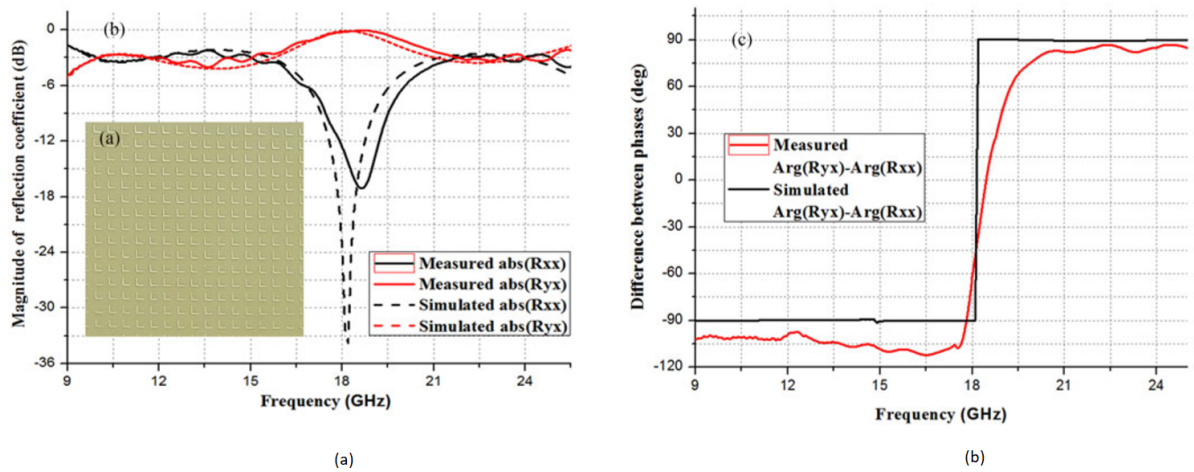 (b)
Magnitude of reflection coefficient (dB)
0
-6
-12
-18
-24
-30
-36
(a)
Measured abs(Rxx)
Measured abs(Ryx)
Simulated abs(Rxx)
Simulated abs(Ryx)
9 12 15 18 21 24
Frequency (GHz)
(a)
(c)
Difference between phases (deg)
90
60
30
0
-30
-60
-90
-120
Measured
Arg(Ryx)-Arg(Rxx)
Simulated
Arg(Ryx)-Arg(Rxx)
9 12 15 18 21 24
Frequency (GHz)
(b)